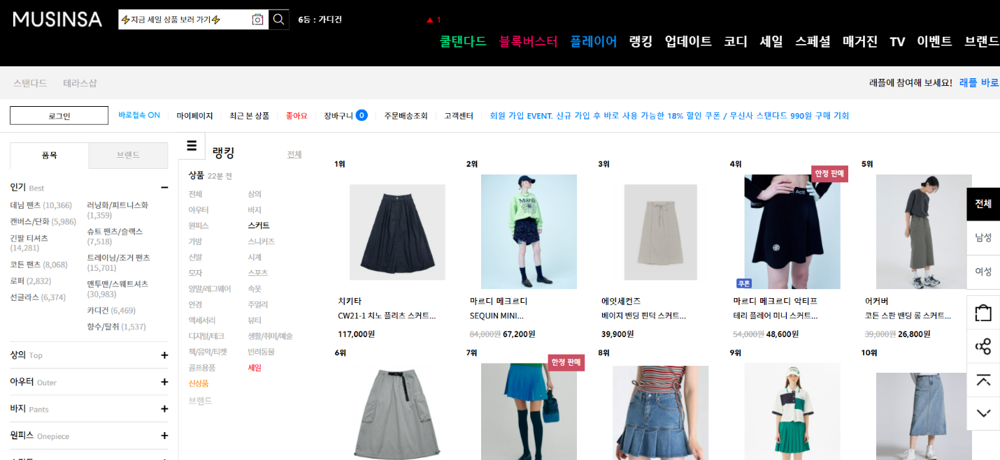 MUSINSA
⚡지금 세일 상품 보러 가기⚡
6등 : 가디건
▲ 1
쿨탠다드 블록버스터 플레이어 랭킹 업데이트 코디 세일 스페셜 매거진 TV 이벤트 브랜드
스탠다드 테라스샵
래플에 참여해 보세요! 래플 바로
로그인 바로접속 ON 마이페이지 최근 본 상품 좋아요 장바구니 0 주문배송조회 고객센터 회원 가입 EVENT. 신규 가입 후 바로 사용 가능한 18% 할인 쿠폰 / 무신사 스탠다드 990원 구매 기회
품목 브랜드
인기 Best
데님 팬츠 (10,366)
캔버스/단화 (5,986)
긴팔 티셔츠
(14,281)
코튼 팬츠 (8,068)
로퍼 (2,832)
선글라스 (6,374)
러닝화/피트니스화
(1,359)
슈트 팬츠/슬랙스
(7,518)
트레이닝/조거 팬츠
(15,701)
맨투맨/스웨트셔츠
(30,983)
카디건 (6,469)
향수/탈취 (1,537)
상의 Top
아우터 Outer
바지 Pants
원피스 Onepiece
랭킹 전체
상품 22분 전
전체 상의
아우터 바지
원피스 스커트
가방 스니커즈
신발 시계
모자 스포츠
양말/레그웨어 속옷
안경 주얼리
액세서리 뷰티
디지털/테크 생활/취미/예술
책/음악/티켓 반려동물
골프용품 세일
신상품
브랜드
1위 2위 3위 4위 5위
한정 판매
Mardi
Acti
쿠폰
치키타
CW21-1 치노 플리츠 스커트...
117,000원
마르디 메크르디
SEQUIN MINI...
84,000원 67,200원
에잇세컨즈
베이지 밴딩 핀턱 스커트...
39,900원
마르디 메크르디 악티프
테리 플레어 미니 스커트...
54,000원 48,600원
어커버
코튼 스판 밴딩 롱 스커트...
39,000원 26,800원
6위 7위 8위 9위 10위
한정 판매
전체
남성
여성